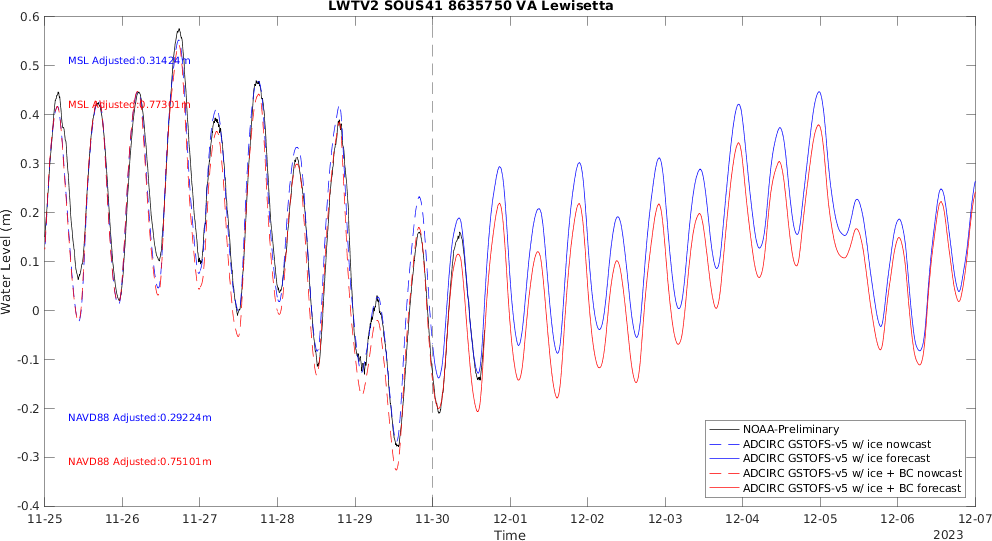 LWTV2 SOUS41 8635750 VA Lewisetta
0.6
0.5
0.4
0.3
0.2
0.1
0
-0.1
-0.2
-0.3
-0.4
Water Level (m)
MSL Adjusted:0.31424m
MSL Adjusted:0.77301m
NAVD88 Adjusted:0.29224m
NAVD88 Adjusted:0.75101m
NOAA-Preliminary
ADCIRC GSTOFS-v5 w/ ice nowcast
ADCIRC GSTOFS-v5 w/ ice forecast
ADCIRC GSTOFS-v5 w/ ice + BC nowcast
ADCIRC GSTOFS-v5 w/ ice + BC forecast
11-25 11-26 11-27 11-28 11-29 11-30 12-01 12-02 12-03 12-04 12-05 12-06 12-07
Time
2023